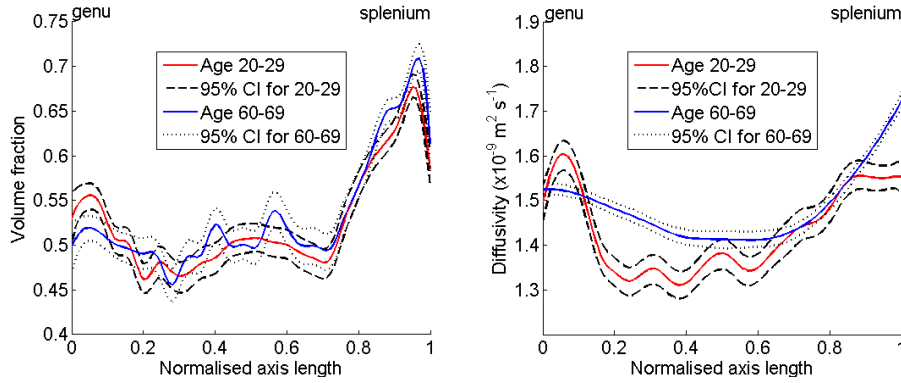 genu
splenium
0.75
0.7
0.65
0.6
0.55
0.5
0.45
0.4
Volume fraction
Age 20-29
95% CI for 20-29
Age 60-69
95% CI for 60-69
0
0.2
0.4
0.6
0.8
1
Normalised axis length
genu
splenium
1.9
1.8
1.7
1.6
1.5
1.4
1.3
1.2
Diffusivity (x10⁻⁹ m² s⁻¹)
Age 20-29
95% CI for 20-29
Age 60-69
95% CI for 60-69
0
0.2
0.4
0.6
0.8
1
Normalised axis length